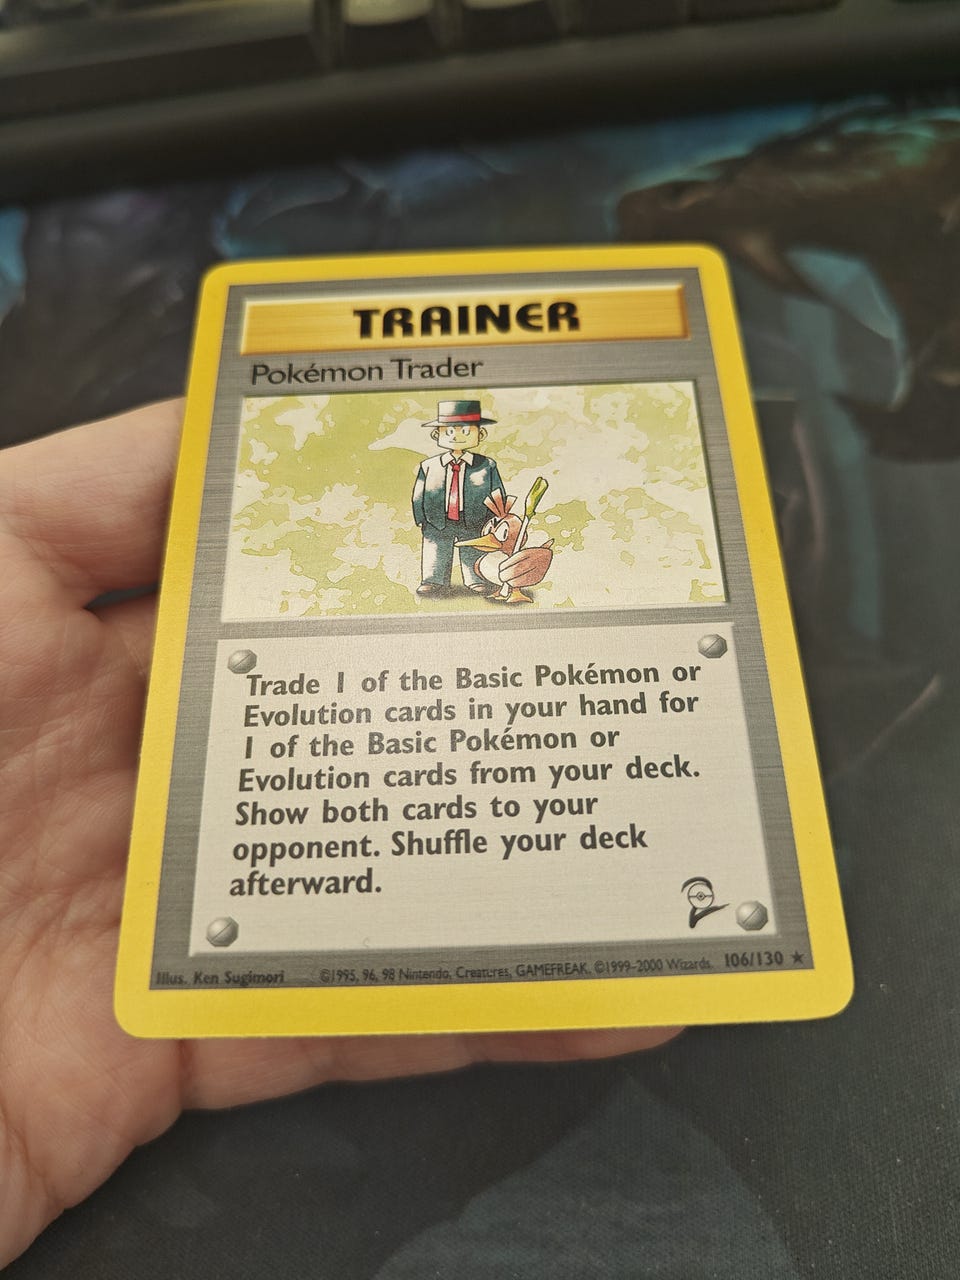 TRAINER
Pokémon Trader
Trade 1 of the Basic Pokémon or
Evolution cards in your hand for
1 of the Basic Pokémon or
Evolution cards from your deck.
Show both cards to your
opponent. Shuffle your deck
afterward.
Illus. Ken Sugimori ©1995, 96, 98 Nintendo, Creatures, GAMEFREAK. ©1999-2000 Wizards. 106/130 ★